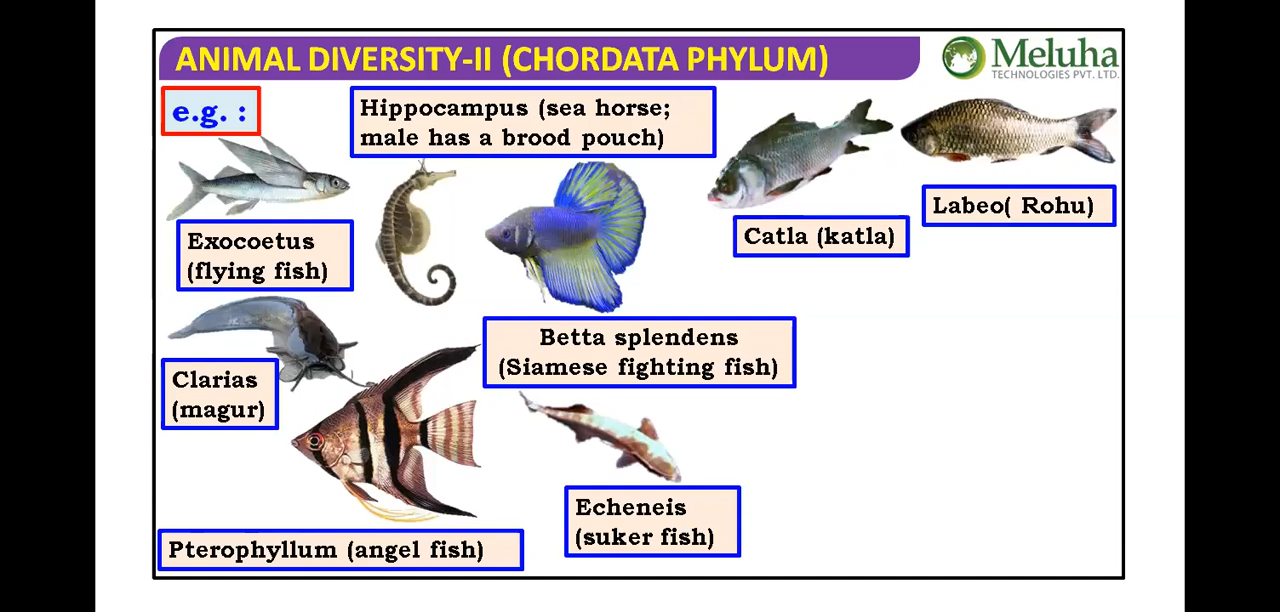 ANIMAL DIVERSITY-II (CHORDATA PHYLUM)
Meluha
TECHNOLOGIES PVT. LTD.
e.g. :
Hippocampus (sea horse;
male has a brood pouch)
Labeo( Rohu)
Catla (katla)
Exocoetus
(flying fish)
Betta splendens
(Siamese fighting fish)
Clarias
(magur)
Echeneis
(suker fish)
Pterophyllum (angel fish)